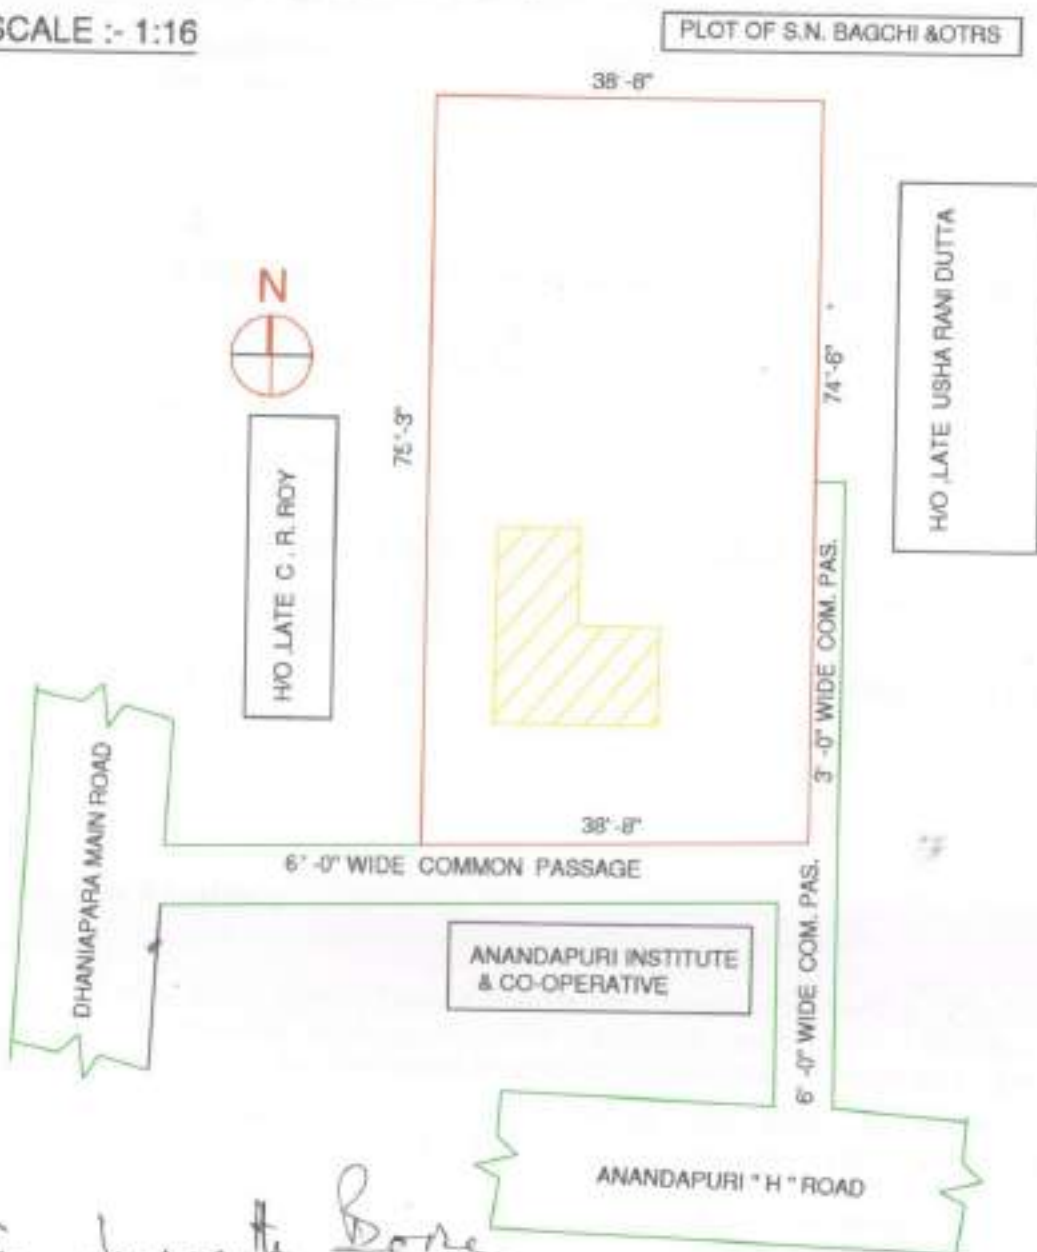 SCALE :- 1:16
PLOT OF S.N. BAGCHI &OTRS
38'-8"
N
H/O ,LATE USHA RANI DUTTA
74'-6"
75'-3"
H/O ,LATE C . R. ROY
3' -0" WIDE COM. PAS.
DHANIAPARA MAIN ROAD
38'-8"
6' -0" WIDE COMMON PASSAGE
6' -0" WIDE COM. PAS.
ANANDAPURI INSTITUTE
& CO-OPERATIVE
ANANDAPURI " H " ROAD